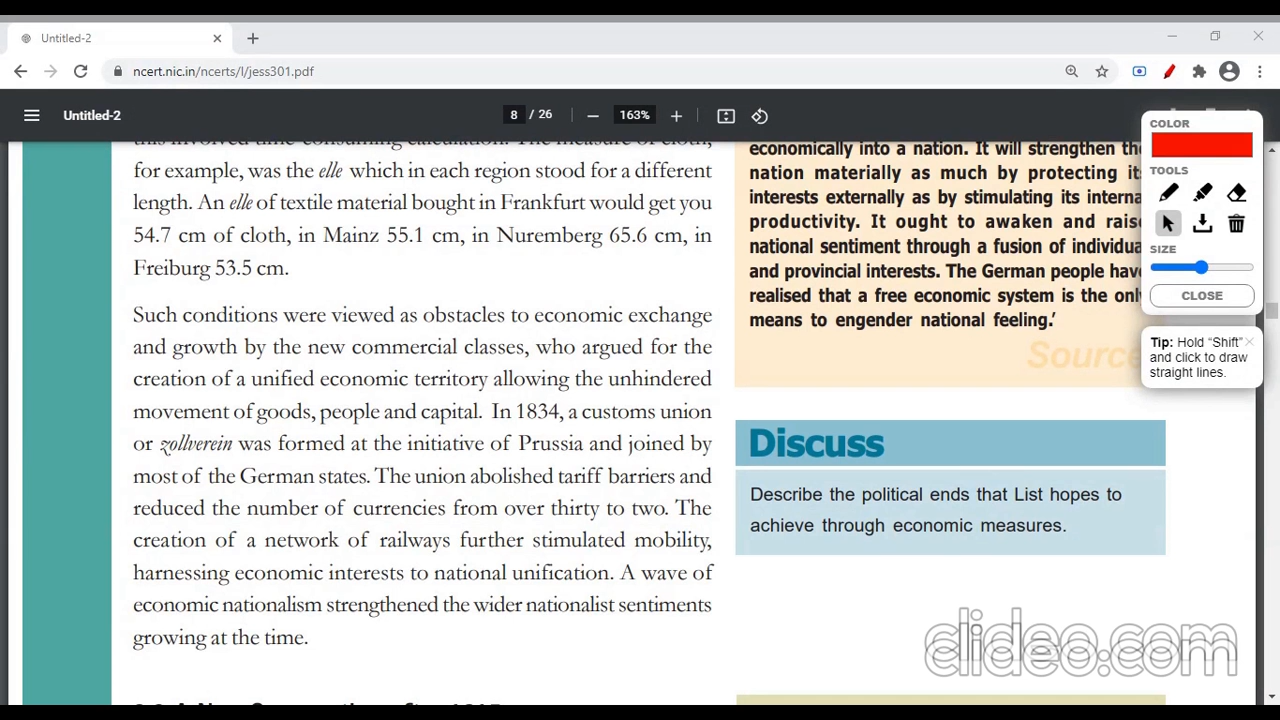 Untitled-2
ncert.nic.in/ncerts/l/jess301.pdf
Untitled-2
8 / 26
163%
this involved time-consuming calculation. The measure of cloth,
for example, was the elle which in each region stood for a different
length. An elle of textile material bought in Frankfurt would get you
54.7 cm of cloth, in Mainz 55.1 cm, in Nuremberg 65.6 cm, in
Freiburg 53.5 cm.
Such conditions were viewed as obstacles to economic exchange
and growth by the new commercial classes, who argued for the
creation of a unified economic territory allowing the unhindered
movement of goods, people and capital. In 1834, a customs union
or zollverein was formed at the initiative of Prussia and joined by
most of the German states. The union abolished tariff barriers and
reduced the number of currencies from over thirty to two. The
creation of a network of railways further stimulated mobility,
harnessing economic interests to national unification. A wave of
economic nationalism strengthened the wider nationalist sentiments
growing at the time.
economically into a nation. It will strengthen the
nation materially as much by protecting its
interests externally as by stimulating its interna
productivity. It ought to awaken and raise
national sentiment through a fusion of individua
and provincial interests. The German people have
realised that a free economic system is the only
means to engender national feeling.’
Source
Discuss
Describe the political ends that List hopes to
achieve through economic measures.
COLOR
TOOLS
SIZE
CLOSE
Tip: Hold “Shift”
and click to draw
straight lines.
clideo.com